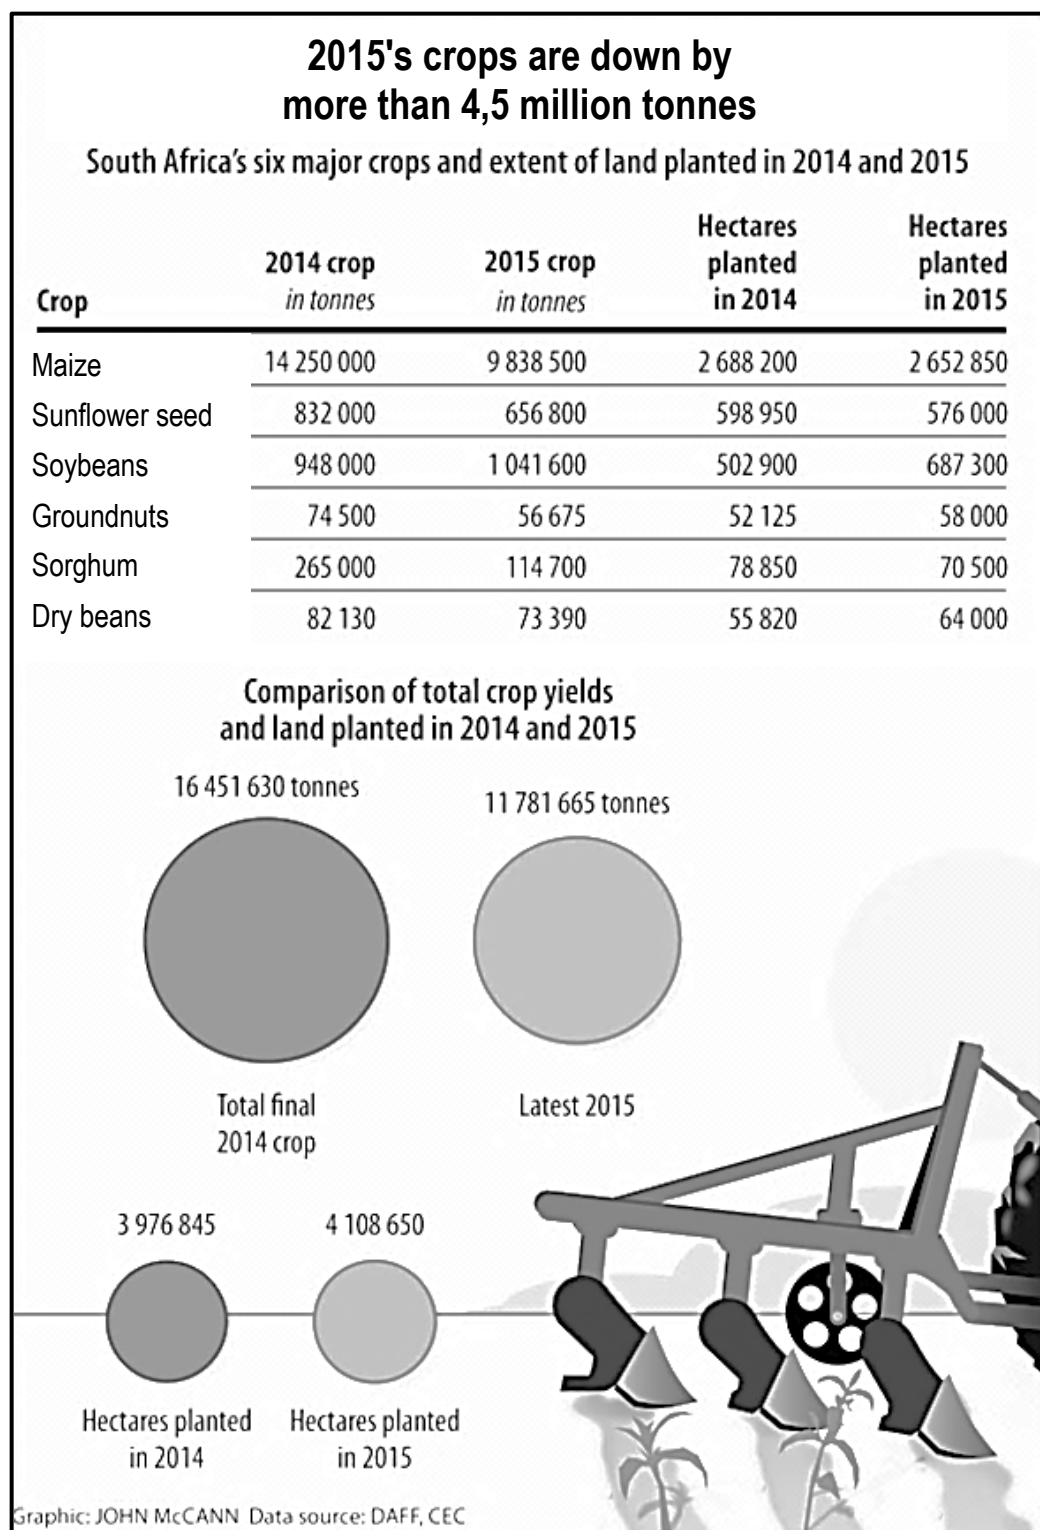 2015's crops are down by
more than 4,5 million tonnes
South Africa's six major crops and extent of land planted in 2014 and 2015
Crop 2014 crop in tonnes 2015 crop in tonnes Hectares planted in 2014 Hectares planted in 2015
Maize 14 250 000 9 838 500 2 688 200 2 652 850
Sunflower seed 832 000 656 800 598 950 576 000
Soybeans 948 000 1 041 600 502 900 687 300
Groundnuts 74 500 56 675 52 125 58 000
Sorghum 265 000 114 700 78 850 70 500
Dry beans 82 130 73 390 55 820 64 000
Comparison of total crop yields
and land planted in 2014 and 2015
16 451 630 tonnes
11 781 665 tonnes
Total final
2014 crop
Latest 2015
3 976 845
4 108 650
Hectares planted
in 2014
Hectares planted
in 2015
Graphic: JOHN McCANN Data source: DAFF, CEC